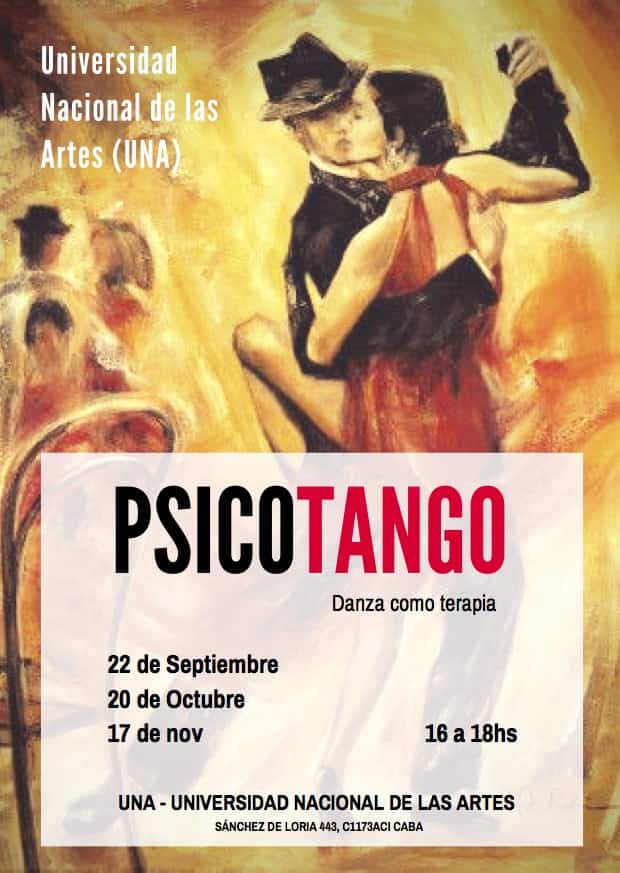 Universidad
Nacional de las
Artes (UNA)
PSICOTANGO
Danza como terapia
22 de Septiembre
20 de Octubre
17 de nov 16 a 18hs
UNA - UNIVERSIDAD NACIONAL DE LAS ARTES
SÁNCHEZ DE LORIA 443, C1173ACI CABA